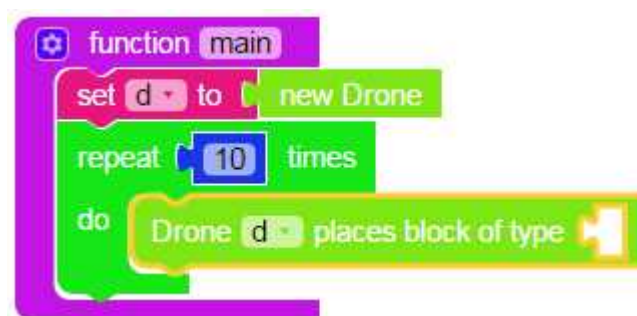 function main
set d to new Drone
repeat 10 times
do Drone d places block of type